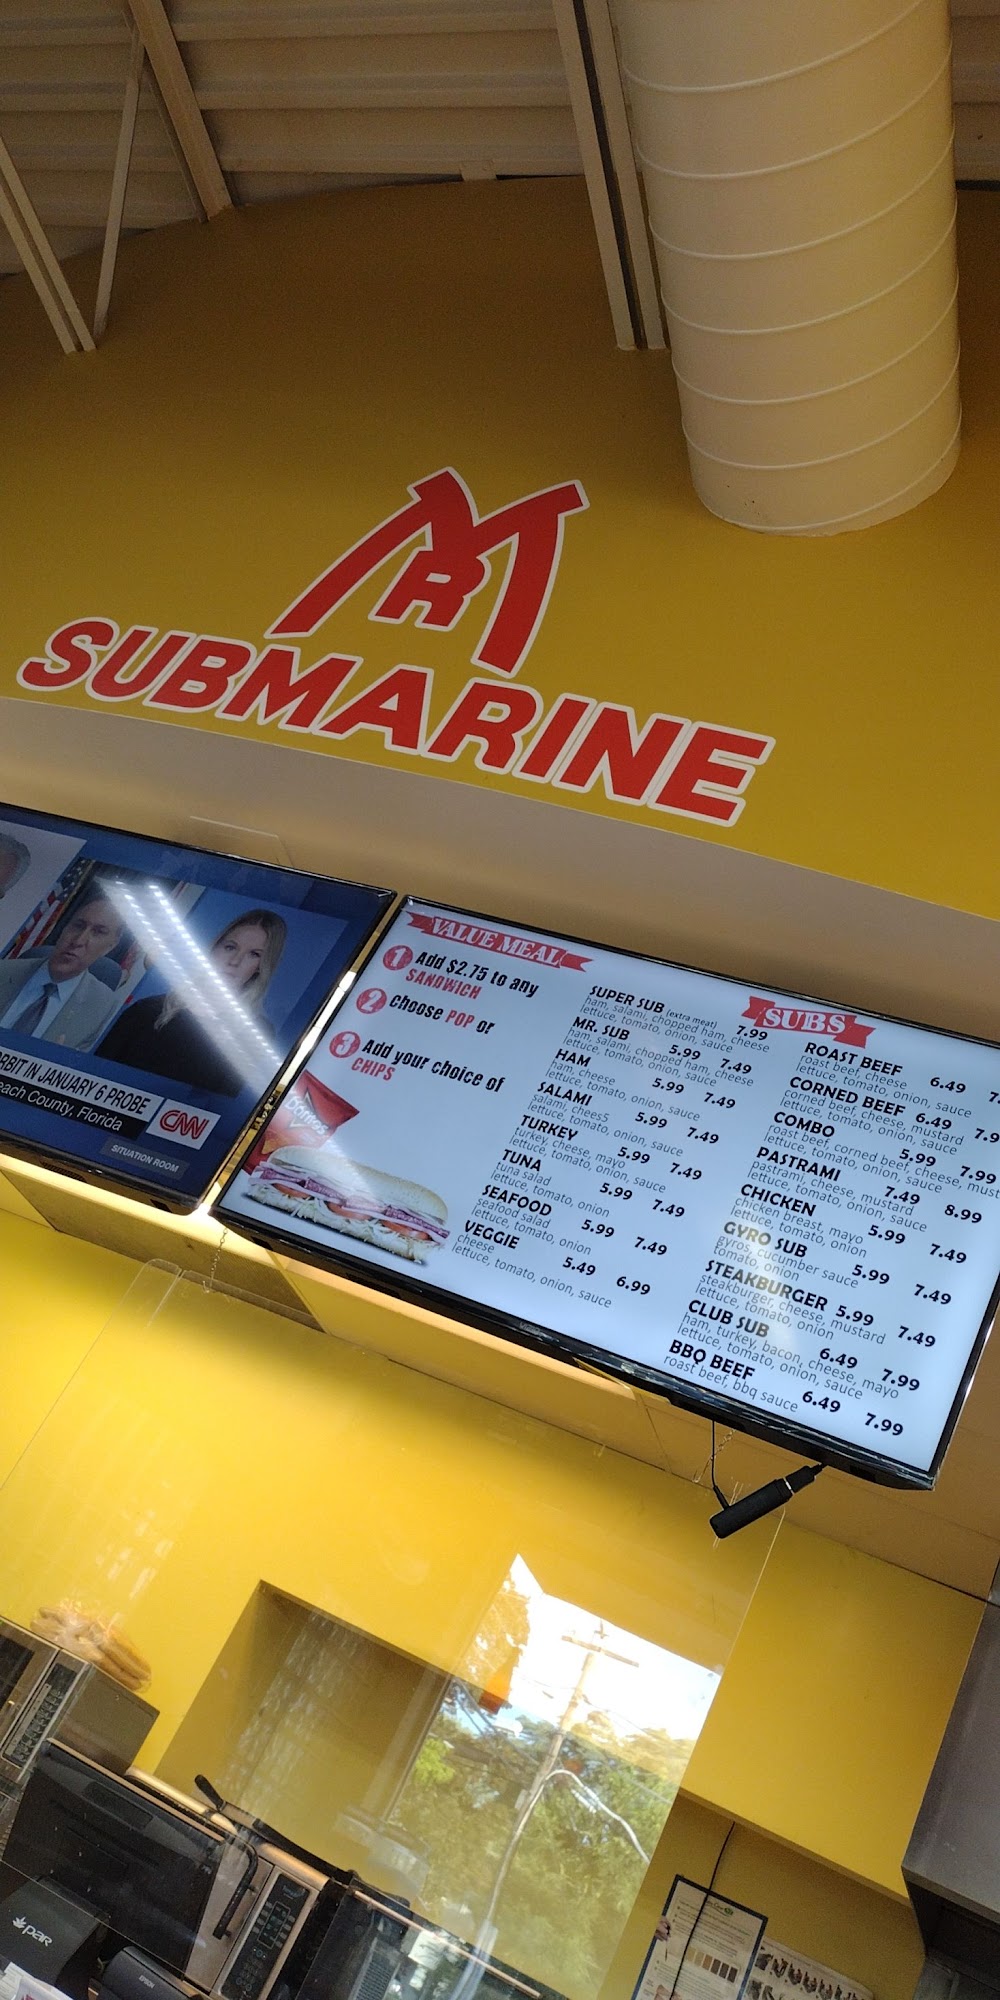 MR
SUBMARINE
RBIT IN JANUARY 6 PROBE
each County, Florida
CNN
SITUATION ROOM
VALUE MEAL
1 Add $2.75 to any
SANDWICH
2 choose POP or
3 Add your choice of
CHIPS
Doritos
SUPER SUB (extra meat) 7.99
ham, salami, chopped ham, cheese
lettuce, tomato, onion, sauce
MR. SUB 5.99 7.49
ham, salami, chopped ham, cheese
lettuce, tomato, onion, sauce
HAM 5.99 7.49
ham, cheese
lettuce, tomato, onion, sauce
SALAMI 5.99 7.49
salami, chees5
lettuce, tomato, onion, sauce
TURKEY 5.99 7.49
turkey, cheese, mayo
lettuce, tomato, onion, sauce
TUNA 5.99 7.49
tuna salad
lettuce, tomato, onion
SEAFOOD 5.99 7.49
seafood salad
lettuce, tomato, onion
VEGGIE 5.49 6.99
cheese
lettuce, tomato, onion, sauce
SUBS
ROAST BEEF 6.49 7.
roast beef, cheese
lettuce, tomato, onion, sauce
CORNED BEEF 6.49 7.9
corned beef, cheese, mustard
lettuce, tomato, onion, sauce
COMBO 5.99 7.99
roast beef, corned beef, cheese, must
lettuce, tomato, onion, sauce
PASTRAMI 7.49 8.99
pastrami, cheese, mustard
lettuce, tomato, onion, sauce
CHICKEN 5.99 7.49
chicken breast, mayo
lettuce, tomato, onion
GYRO SUB 5.99 7.49
gyros, cucumber sauce
tomato, onion
STEAKBURGER 5.99 7.49
steakburger, cheese, mustard
lettuce, tomato, onion
CLUB SUB 6.49 7.99
ham, turkey, bacon, cheese, mayo
lettuce, tomato, onion, sauce
BBQ BEEF 6.49 7.99
roast beef, bbq sauce
par
EPSON